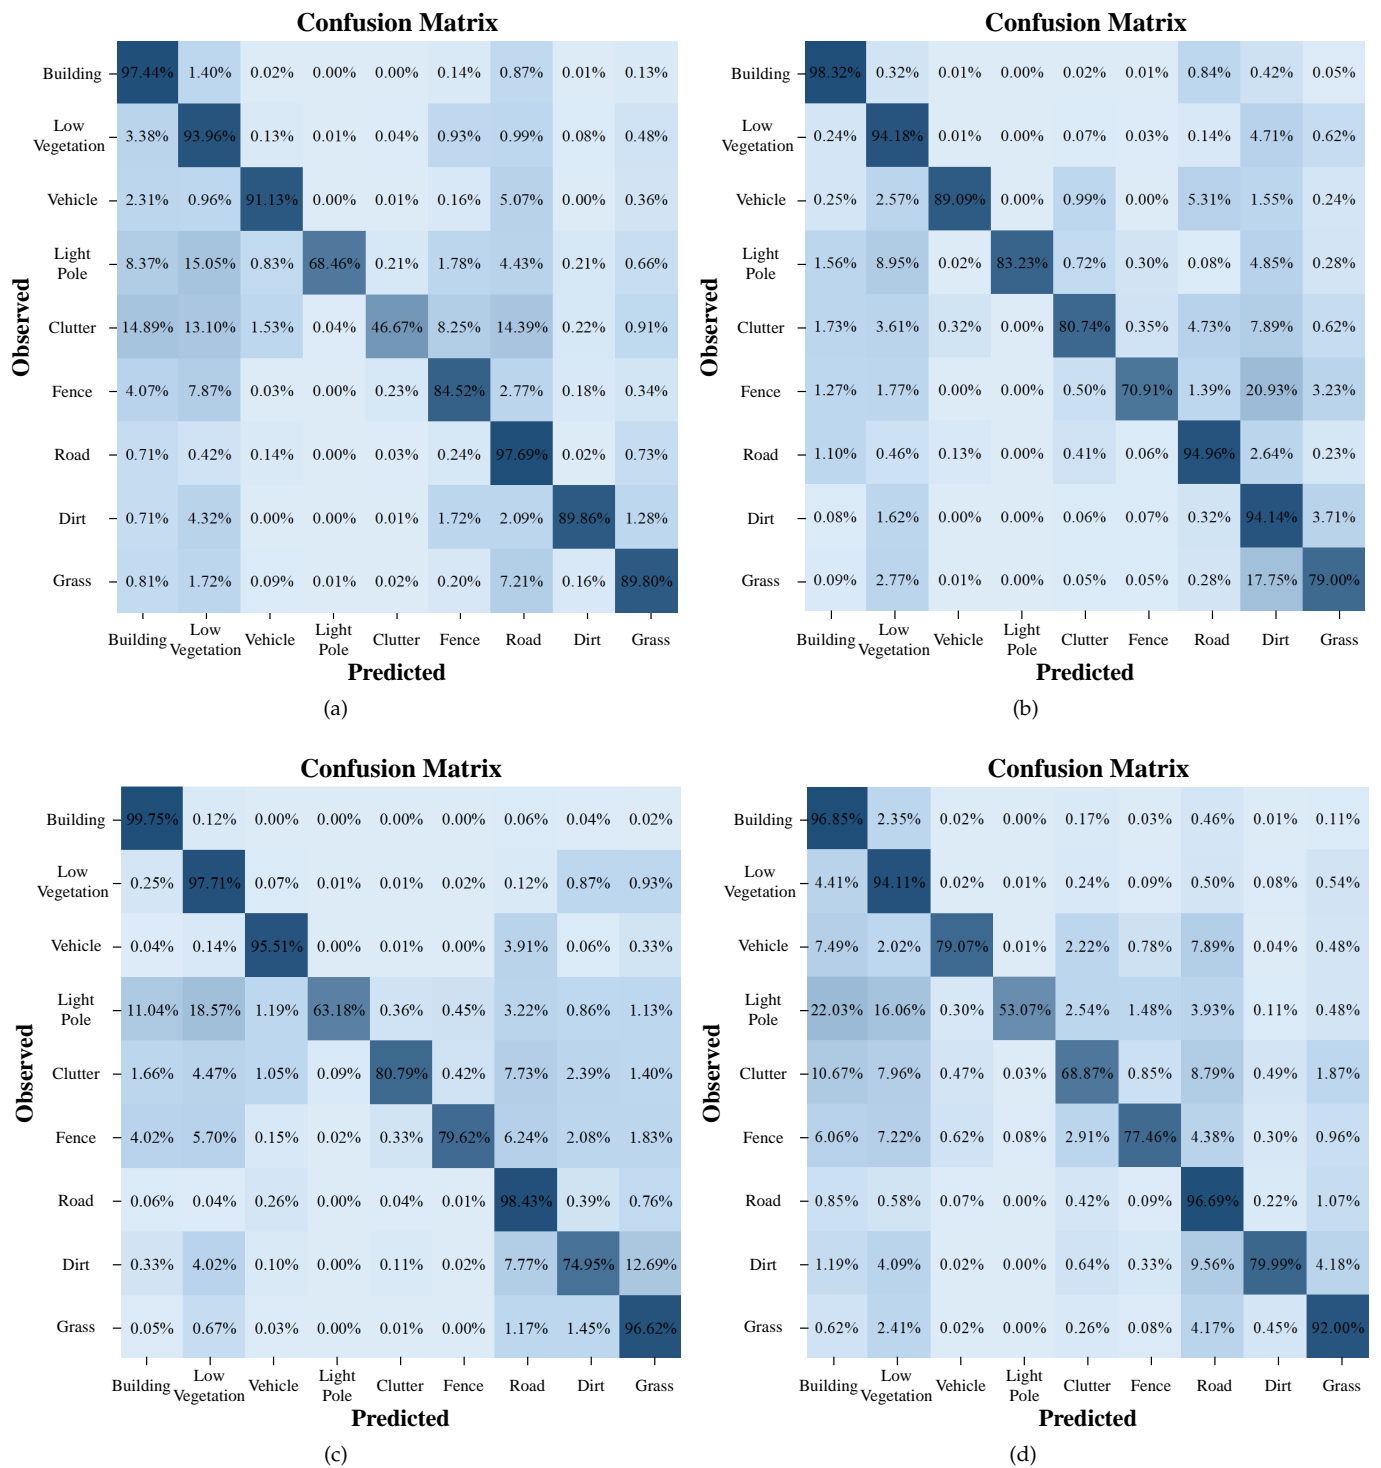 Confusion Matrix
Building 97.44% 1.40% 0.02% 0.00% 0.00% 0.14% 0.87% 0.01% 0.13%
Low Vegetation 3.38% 93.96% 0.13% 0.01% 0.04% 0.93% 0.99% 0.08% 0.48%
Vehicle 2.31% 0.96% 91.13% 0.00% 0.01% 0.16% 5.07% 0.00% 0.36%
Light Pole 8.37% 15.05% 0.83% 68.46% 0.21% 1.78% 4.43% 0.21% 0.66%
Clutter 14.89% 13.10% 1.53% 0.04% 46.67% 8.25% 14.39% 0.22% 0.91%
Fence 4.07% 7.87% 0.03% 0.00% 0.23% 84.52% 2.77% 0.18% 0.34%
Road 0.71% 0.42% 0.14% 0.00% 0.03% 0.24% 97.69% 0.02% 0.73%
Dirt 0.71% 4.32% 0.00% 0.00% 0.01% 1.72% 2.09% 89.86% 1.28%
Grass 0.81% 1.72% 0.09% 0.01% 0.02% 0.20% 7.21% 0.16% 89.80%
Observed
Building Low Vegetation Vehicle Light Pole Clutter Fence Road Dirt Grass
Predicted
(a)
Confusion Matrix
Building 98.32% 0.32% 0.01% 0.00% 0.02% 0.01% 0.84% 0.42% 0.05%
Low Vegetation 0.24% 94.18% 0.01% 0.00% 0.07% 0.03% 0.14% 4.71% 0.62%
Vehicle 0.25% 2.57% 89.09% 0.00% 0.99% 0.00% 5.31% 1.55% 0.24%
Light Pole 1.56% 8.95% 0.02% 83.23% 0.72% 0.30% 0.08% 4.85% 0.28%
Clutter 1.73% 3.61% 0.32% 0.00% 80.74% 0.35% 4.73% 7.89% 0.62%
Fence 1.27% 1.77% 0.00% 0.00% 0.50% 70.91% 1.39% 20.93% 3.23%
Road 1.10% 0.46% 0.13% 0.00% 0.41% 0.06% 94.96% 2.64% 0.23%
Dirt 0.08% 1.62% 0.00% 0.00% 0.06% 0.07% 0.32% 94.14% 3.71%
Grass 0.09% 2.77% 0.01% 0.00% 0.05% 0.05% 0.28% 17.75% 79.00%
Observed
Building Low Vegetation Vehicle Light Pole Clutter Fence Road Dirt Grass
Predicted
(b)
Confusion Matrix
Building 99.75% 0.12% 0.00% 0.00% 0.00% 0.00% 0.06% 0.04% 0.02%
Low Vegetation 0.25% 97.71% 0.07% 0.01% 0.01% 0.02% 0.12% 0.87% 0.93%
Vehicle 0.04% 0.14% 95.51% 0.00% 0.01% 0.00% 3.91% 0.06% 0.33%
Light Pole 11.04% 18.57% 1.19% 63.18% 0.36% 0.45% 3.22% 0.86% 1.13%
Clutter 1.66% 4.47% 1.05% 0.09% 80.79% 0.42% 7.73% 2.39% 1.40%
Fence 4.02% 5.70% 0.15% 0.02% 0.33% 79.62% 6.24% 2.08% 1.83%
Road 0.06% 0.04% 0.26% 0.00% 0.04% 0.01% 98.43% 0.39% 0.76%
Dirt 0.33% 4.02% 0.10% 0.00% 0.11% 0.02% 7.77% 74.95% 12.69%
Grass 0.05% 0.67% 0.03% 0.00% 0.01% 0.00% 1.17% 1.45% 96.62%
Observed
Building Low Vegetation Vehicle Light Pole Clutter Fence Road Dirt Grass
Predicted
(c)
Confusion Matrix
Building 96.85% 2.35% 0.02% 0.00% 0.17% 0.03% 0.46% 0.01% 0.11%
Low Vegetation 4.41% 94.11% 0.02% 0.01% 0.24% 0.09% 0.50% 0.08% 0.54%
Vehicle 7.49% 2.02% 79.07% 0.01% 2.22% 0.78% 7.89% 0.04% 0.48%
Light Pole 22.03% 16.06% 0.30% 53.07% 2.54% 1.48% 3.93% 0.11% 0.48%
Clutter 10.67% 7.96% 0.47% 0.03% 68.87% 0.85% 8.79% 0.49% 1.87%
Fence 6.06% 7.22% 0.62% 0.08% 2.91% 77.46% 4.38% 0.30% 0.96%
Road 0.85% 0.58% 0.07% 0.00% 0.42% 0.09% 96.69% 0.22% 1.07%
Dirt 1.19% 4.09% 0.02% 0.00% 0.64% 0.33% 9.56% 79.99% 4.18%
Grass 0.62% 2.41% 0.02% 0.00% 0.26% 0.08% 4.17% 0.45% 92.00%
Observed
Building Low Vegetation Vehicle Light Pole Clutter Fence Road Dirt Grass
Predicted
(d)